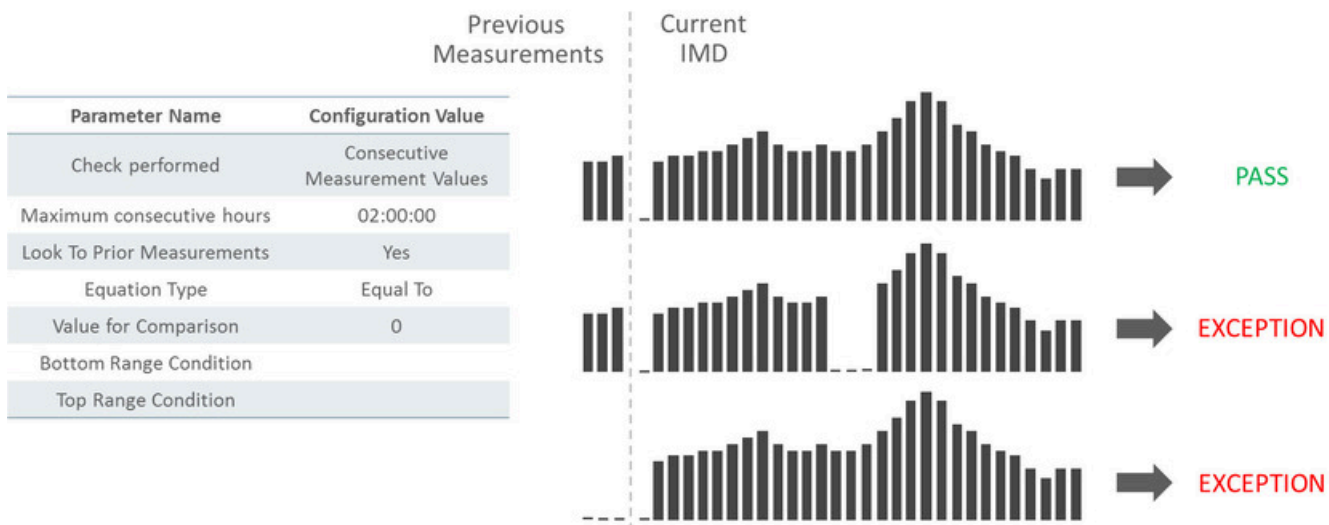 Previous
Measurements
Current
IMD
Parameter Name Configuration Value
Check performed Consecutive
Measurement Values
Maximum consecutive hours 02:00:00
Look To Prior Measurements Yes
Equation Type Equal To
Value for Comparison 0
Bottom Range Condition
Top Range Condition
PASS
EXCEPTION
EXCEPTION